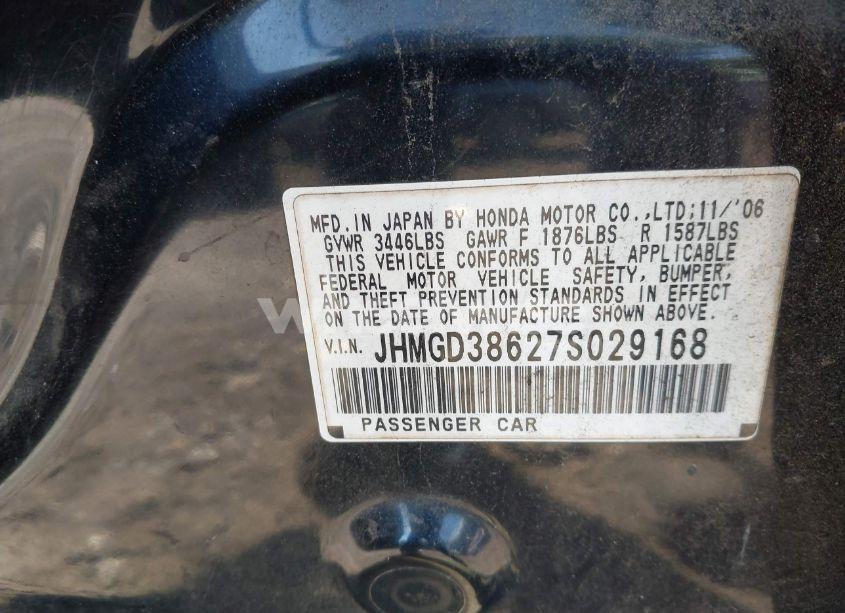 MFD.IN JAPAN BY HONDA MOTOR CO.,LTD;11/'06
GVWR 3446LBS GAWR F 1876LBS R 1587LBS
THIS VEHICLE CONFORMS TO ALL APPLICABLE
FEDERAL MOTOR VEHICLE SAFETY, BUMPER,
AND THEFT PREVENTION STANDARDS IN EFFECT
ON THE DATE OF MANUFACTURE SHOWN ABOVE.
V.I.N. JHMGD38627S029168
PASSENGER CAR